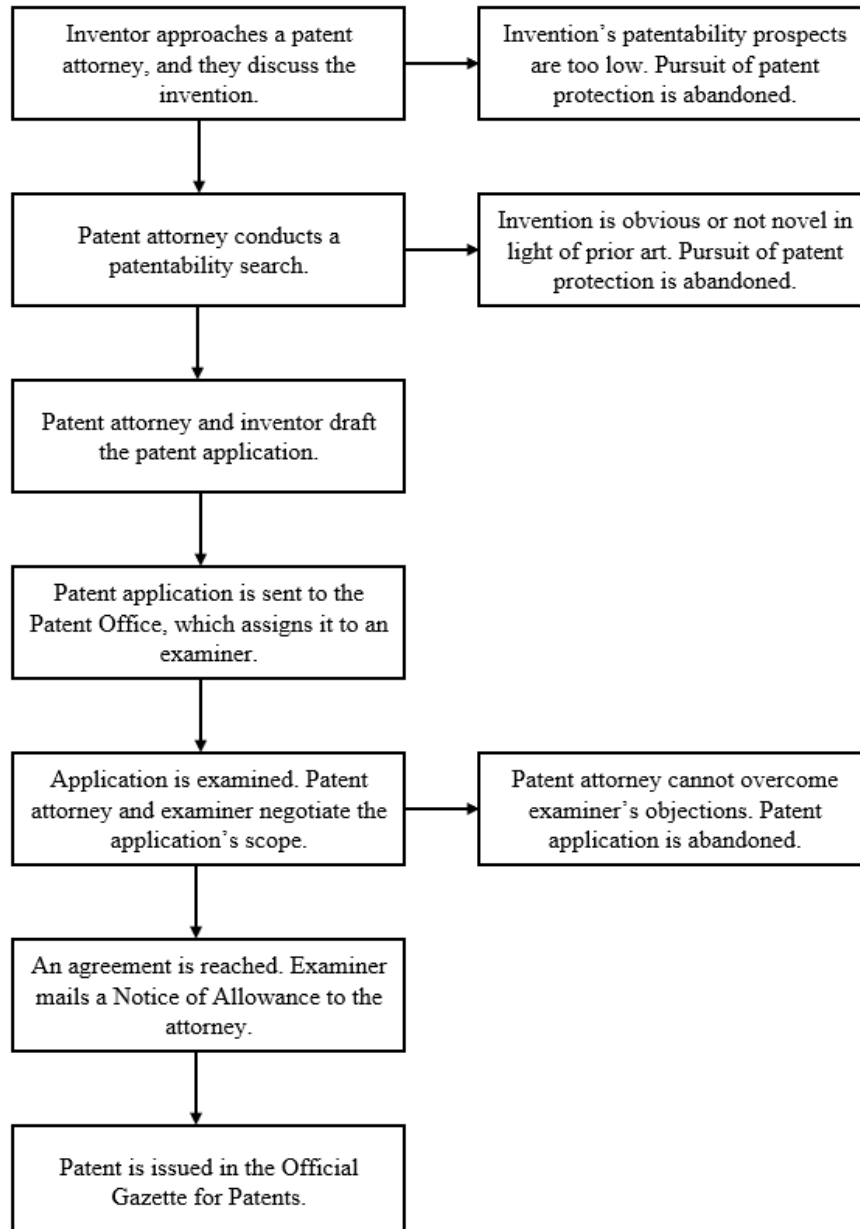 Inventor approaches a patent
attorney, and they discuss the
invention.
Invention’s patentability prospects
are too low. Pursuit of patent
protection is abandoned.
Patent attorney conducts a
patentability search.
Invention is obvious or not novel in
light of prior art. Pursuit of patent
protection is abandoned.
Patent attorney and inventor draft
the patent application.
Patent application is sent to the
Patent Office, which assigns it to an
examiner.
Application is examined. Patent
attorney and examiner negotiate the
application’s scope.
Patent attorney cannot overcome
examiner’s objections. Patent
application is abandoned.
An agreement is reached. Examiner
mails a Notice of Allowance to the
attorney.
Patent is issued in the Official
Gazette for Patents.